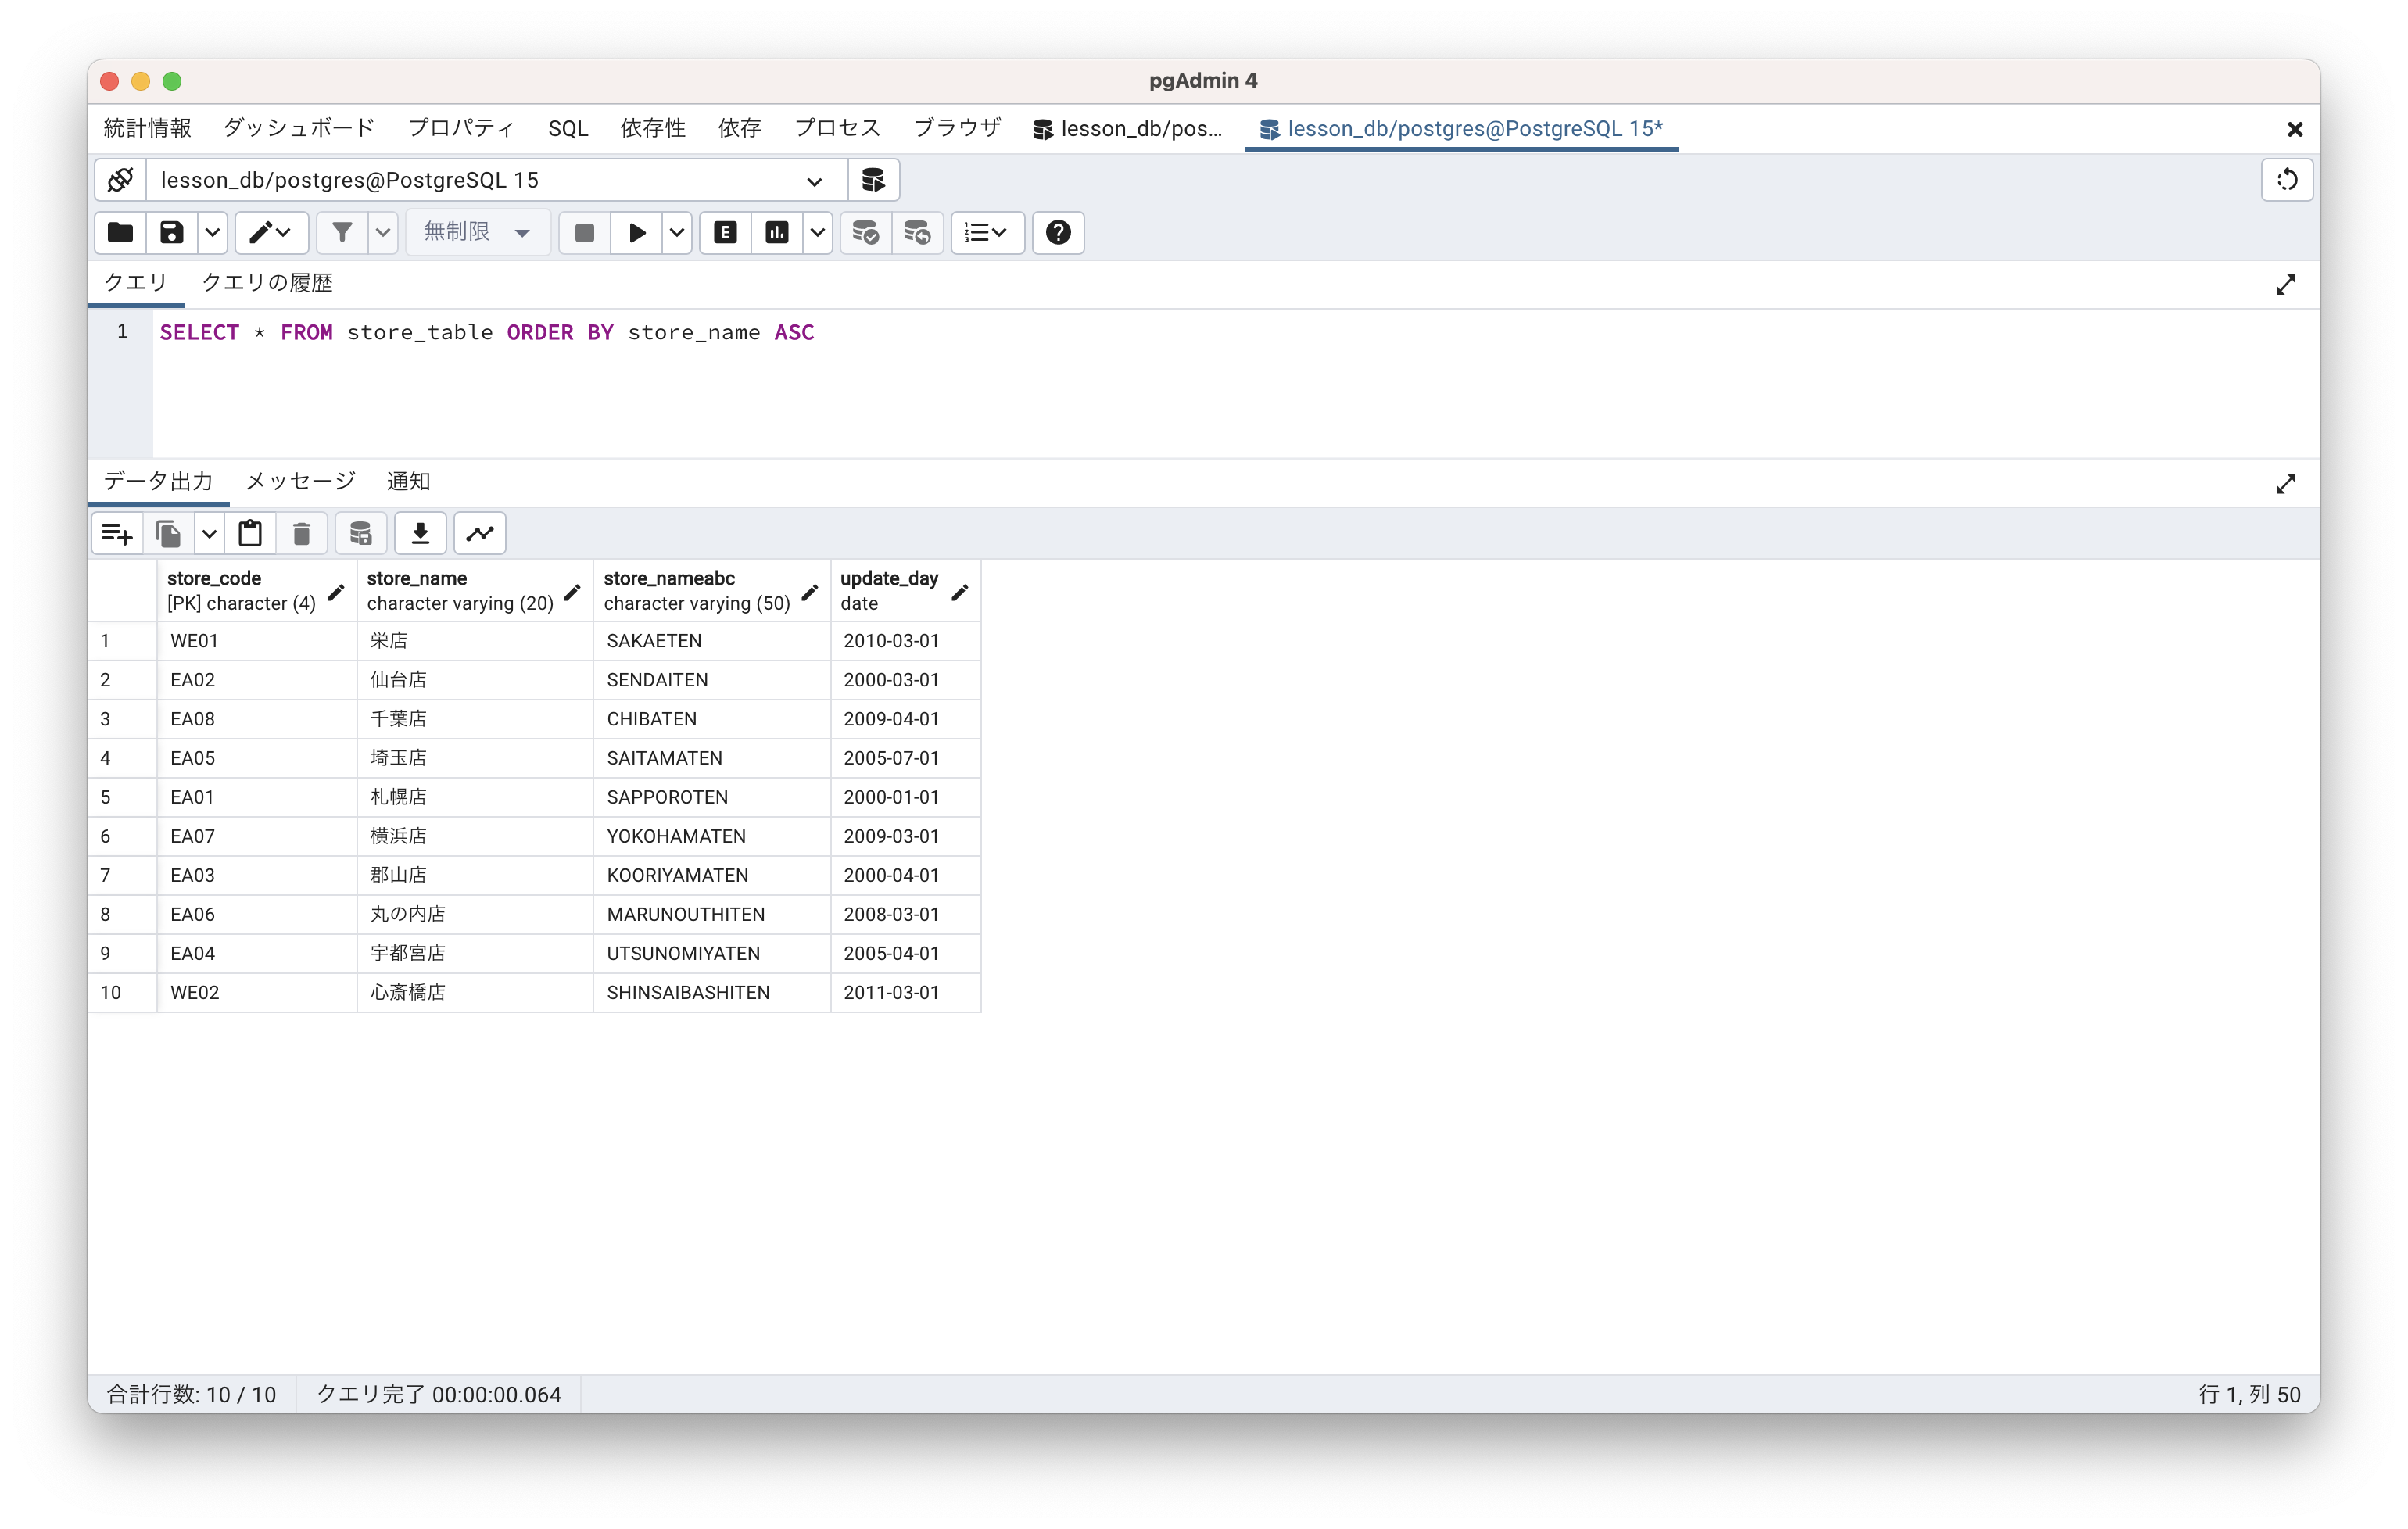 pgAdmin 4
統計情報 ダッシュボード プロパティ SQL 依存性 依存 プロセス ブラウザ lesson_db/pos... lesson_db/postgres@PostgreSQL 15*
lesson_db/postgres@PostgreSQL 15
無制限 E
クエリ クエリの履歴
1 SELECT * FROM store_table ORDER BY store_name ASC
データ出力 メッセージ 通知
store_code store_name store_nameabc update_day
[PK] character (4) character varying (20) character varying (50) date
1 WE01 栄店 SAKAETEN 2010-03-01
2 EA02 仙台店 SENDAITEN 2000-03-01
3 EA08 千葉店 CHIBATEN 2009-04-01
4 EA05 埼玉店 SAITAMATEN 2005-07-01
5 EA01 札幌店 SAPPOROTEN 2000-01-01
6 EA07 横浜店 YOKOHAMATEN 2009-03-01
7 EA03 郡山店 KOORIYAMATEN 2000-04-01
8 EA06 丸の内店 MARUNOUTHITEN 2008-03-01
9 EA04 宇都宮店 UTSUNOMIYATEN 2005-04-01
10 WE02 心斎橋店 SHINSAIBASHITEN 2011-03-01
合計行数: 10 / 10 クエリ完了 00:00:00.064 行 1, 列 50